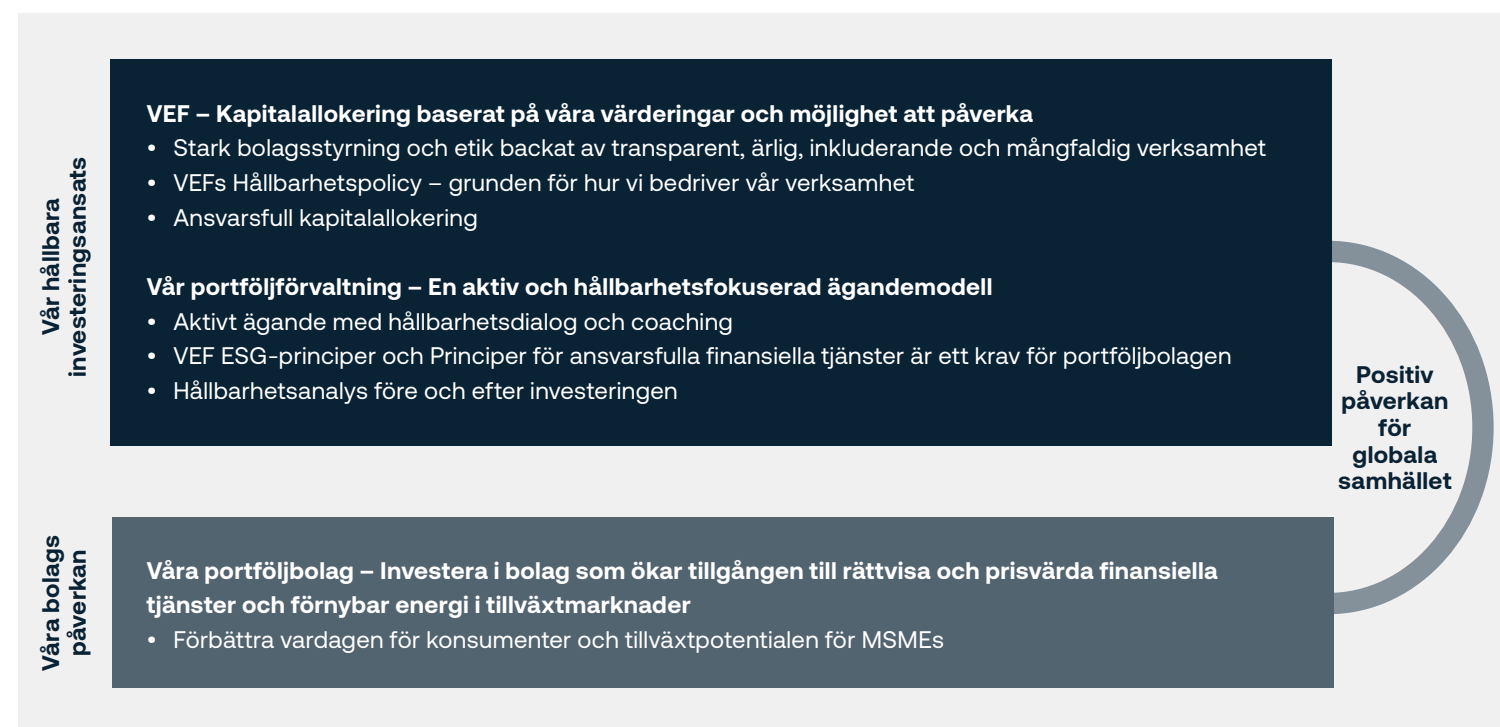 Vår hållbara
investeringsansats
VEF – Kapitalallokering baserat på våra värderingar och möjlighet att påverka
• Stark bolagsstyrning och etik backat av transparent, ärlig, inkluderande och mångfaldig verksamhet
• VEFs Hållbarhetspolicy – grunden för hur vi bedriver vår verksamhet
• Ansvarsfull kapitalallokering
Vår portföljförvaltning – En aktiv och hållbarhetsfokuserad ägandemodell
• Aktivt ägande med hållbarhetsdialog och coaching
• VEF ESG-principer och Principer för ansvarsfulla finansiella tjänster är ett krav för portföljbolagen
• Hållbarhetsanalys före och efter investeringen
Positiv
påverkan
för
globala
samhället
Våra bolags
påverkan
Våra portföljbolag – Investera i bolag som ökar tillgången till rättvisa och prisvärda finansiella
tjänster och förnybar energi i tillväxtmarknader
• Förbättra vardagen för konsumenter och tillväxtpotentialen för MSMEs